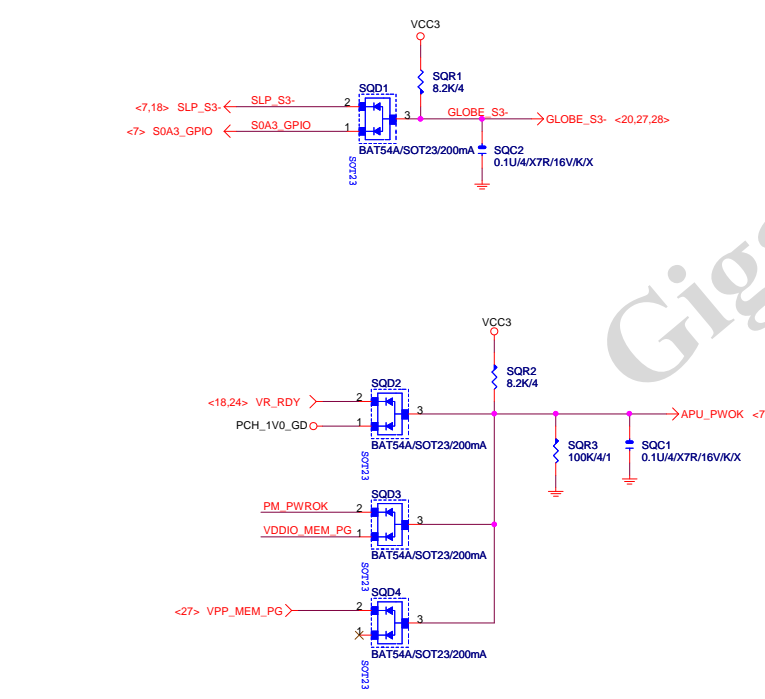 VCC3
SQR1
8.2K/4
SQD1
<7,18> SLP_S3- SLP_S3- 2
3 GLOBE_S3- GLOBE_S3- <20,27,28>
<7> S0A3_GPIO S0A3_GPIO 1
BAT54A/SOT23/200mA
SQC2
0.1U/4/X7R/16V/K/X
SOT23
Giga
VCC3
SQR2
8.2K/4
SQD2
<18,24> VR_RDY 2
3 APU_PWOK <7
PCH_1V0_GD 1
BAT54A/SOT23/200mA
SQR3
100K/4/1
SQC1
0.1U/4/X7R/16V/K/X
SOT23
SQD3
PM_PWROK 2
3
VDDIO_MEM_PG 1
BAT54A/SOT23/200mA
SOT23
SQD4
<27> VPP_MEM_PG 2
3
1
BAT54A/SOT23/200mA
SOT23